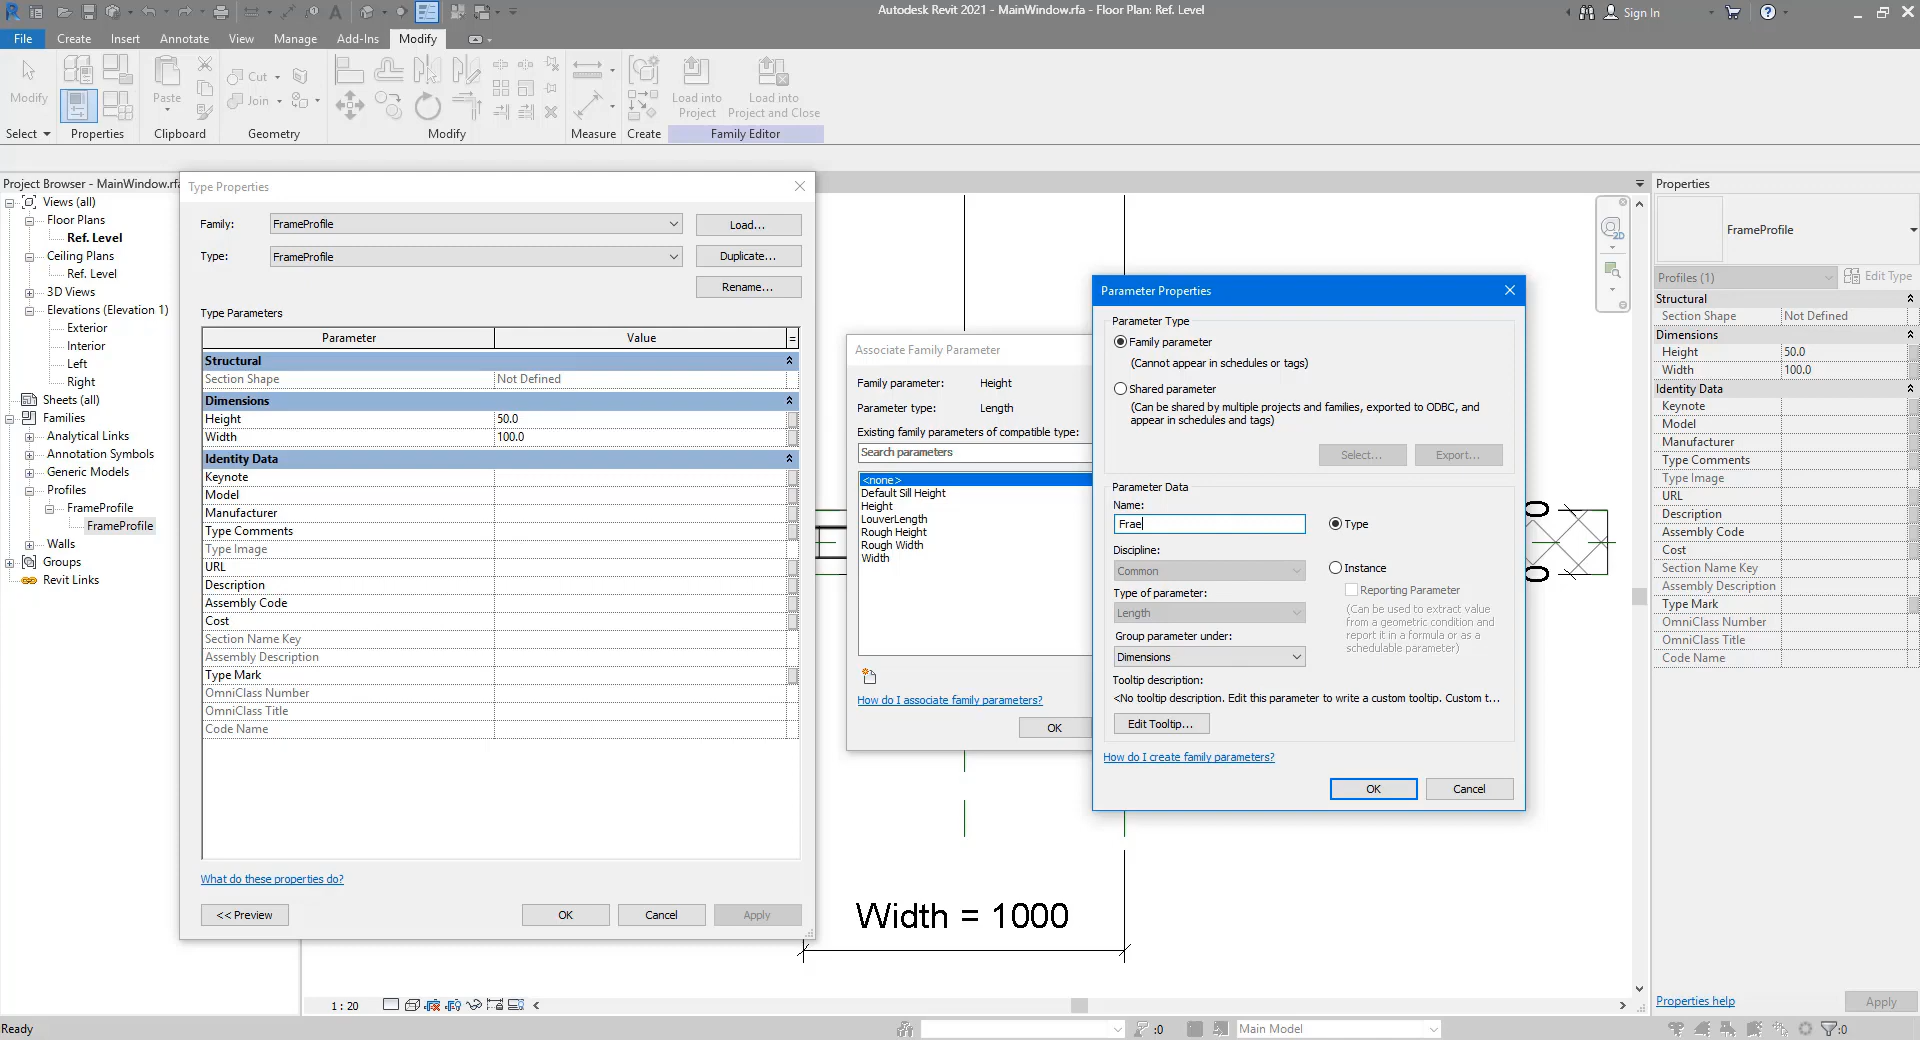 Autodesk Revit 2021 - MainWindow.rfa - Floor Plan: Ref. Level
Sign In
File
Create
Insert
Annotate
View
Manage
Add-Ins
Modify
Modify
Paste
Cut
Join
Load into
Project
Load into
Project and Close
Select
Properties
Clipboard
Geometry
Modify
Measure
Create
Family Editor
Project Browser - MainWindow.rfa
Views (all)
Floor Plans
Ref. Level
Ceiling Plans
Ref. Level
3D Views
Elevations (Elevation 1)
Exterior
Interior
Left
Right
Sheets (all)
Families
Analytical Links
Annotation Symbols
Generic Models
Profiles
FrameProfile
FrameProfile
Walls
Groups
Revit Links
Type Properties
Family:
FrameProfile
Load...
Type:
FrameProfile
Duplicate...
Rename...
Type Parameters
Parameter
Value
=
Structural
Section Shape
Not Defined
Dimensions
Height
50.0
Width
100.0
Identity Data
Keynote
Model
Manufacturer
Type Comments
Type Image
URL
Description
Assembly Code
Cost
Section Name Key
Assembly Description
Type Mark
OmniClass Number
OmniClass Title
Code Name
What do these properties do?
<< Preview
OK
Cancel
Apply
Associate Family Parameter
Family parameter:
Height
Parameter type:
Length
Existing family parameters of compatible type:
Search parameters
<none>
Default Sill Height
Height
LouverLength
Rough Height
Rough Width
Width
How do I associate family parameters?
OK
Parameter Properties
Parameter Type
Family parameter
(Cannot appear in schedules or tags)
Shared parameter
(Can be shared by multiple projects and families, exported to ODBC, and
appear in schedules and tags)
Select...
Export...
Parameter Data
Name:
Frae
Type
Discipline:
Common
Instance
Reporting Parameter
Type of parameter:
Length
(Can be used to extract value
from a geometric condition and
report it in a formula or as a
schedulable parameter)
Group parameter under:
Dimensions
Tooltip description:
<No tooltip description. Edit this parameter to write a custom tooltip. Custom t...
Edit Tooltip...
How do I create family parameters?
OK
Cancel
Width = 1000
2D
Properties
FrameProfile
Profiles (1)
Edit Type
Structural
Section Shape
Not Defined
Dimensions
Height
50.0
Width
100.0
Identity Data
Keynote
Model
Manufacturer
Type Comments
Type Image
URL
Description
Assembly Code
Cost
Section Name Key
Assembly Description
Type Mark
OmniClass Number
OmniClass Title
Code Name
Properties help
Apply
1 : 20
Ready
:0
Main Model
:0